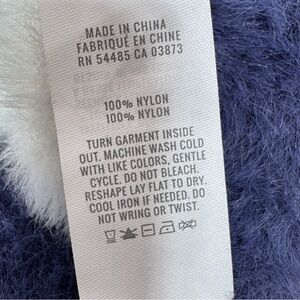 MADE IN CHINA
FABRIQUÉ EN CHINE
RN 54485 CA 03873
100% NYLON
100% NYLON
TURN GARMENT INSIDE
OUT. MACHINE WASH COLD
WITH LIKE COLORS, GENTLE
CYCLE. DO NOT BLEACH.
RESHAPE LAY FLAT TO DRY.
COOL IRON IF NEEDED. DO
NOT WRING OR TWIST.